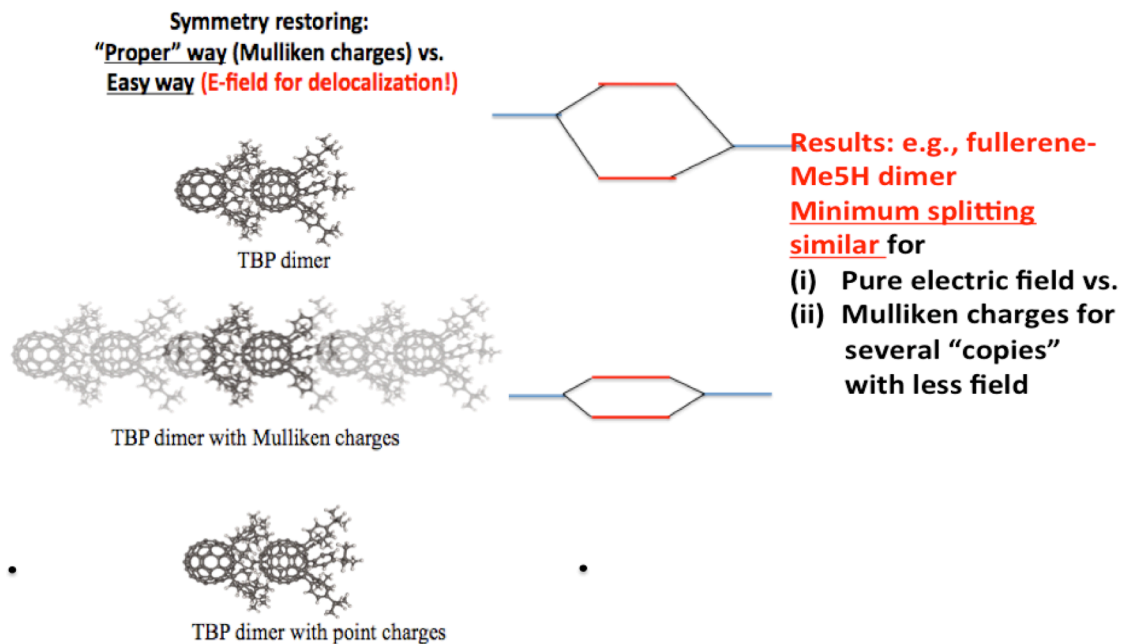 Symmetry restoring:
“Proper” way (Mulliken charges) vs.
Easy way (E-field for delocalization!)
TBP dimer
TBP dimer with Mulliken charges
TBP dimer with point charges
Results: e.g., fullerene-
Me5H dimer
Minimum splitting
similar for
(i) Pure electric field vs.
(ii) Mulliken charges for
several “copies”
with less field